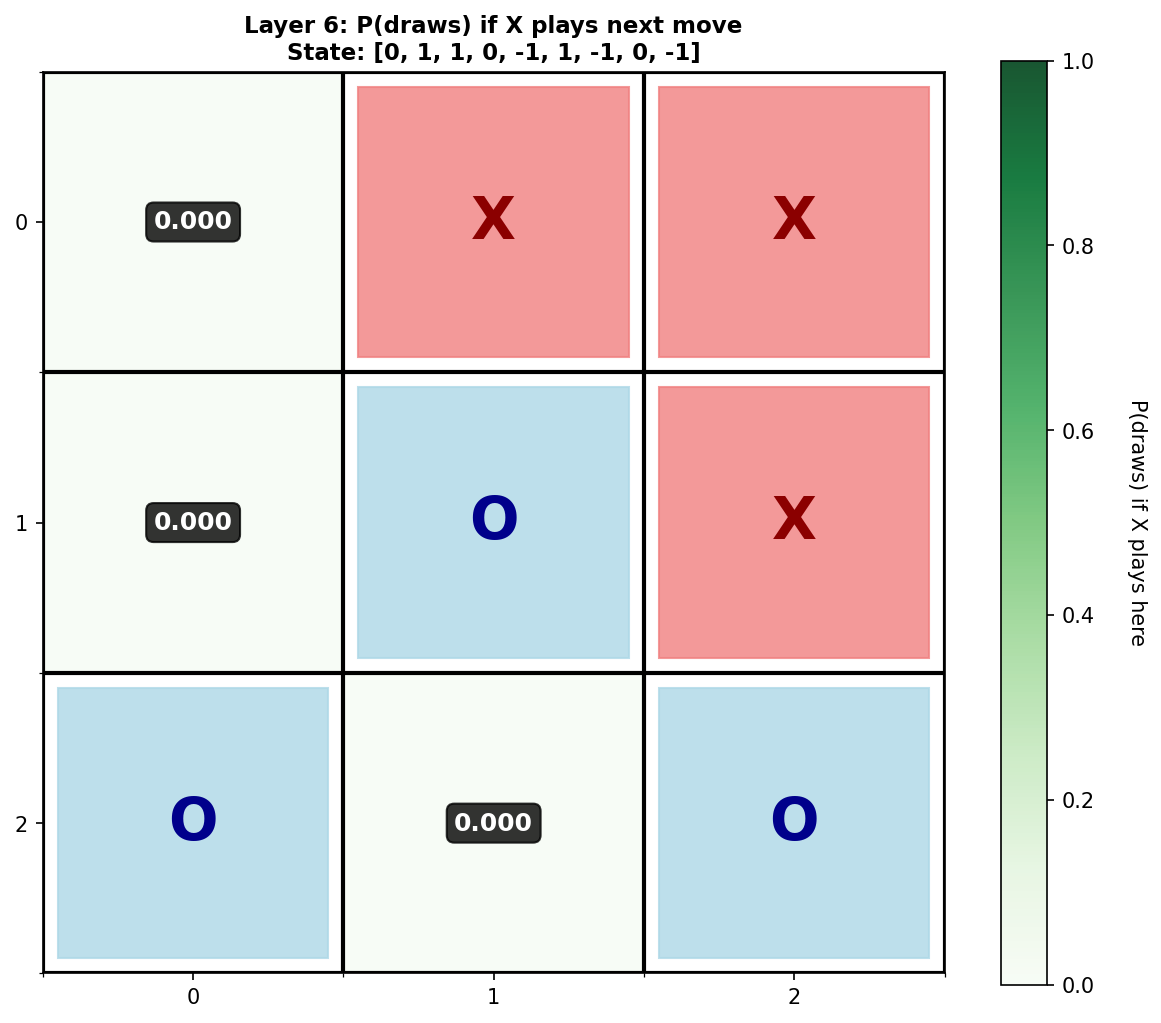 Layer 6: P(draws) if X plays next move
State: [0, 1, 1, 0, -1, 1, -1, 0, -1]
0.000
X
X
0.000
O
X
O
0.000
O
0
1
2
0
1
2
1.0
0.8
0.6
0.4
0.2
0.0
P(draws) if X plays here